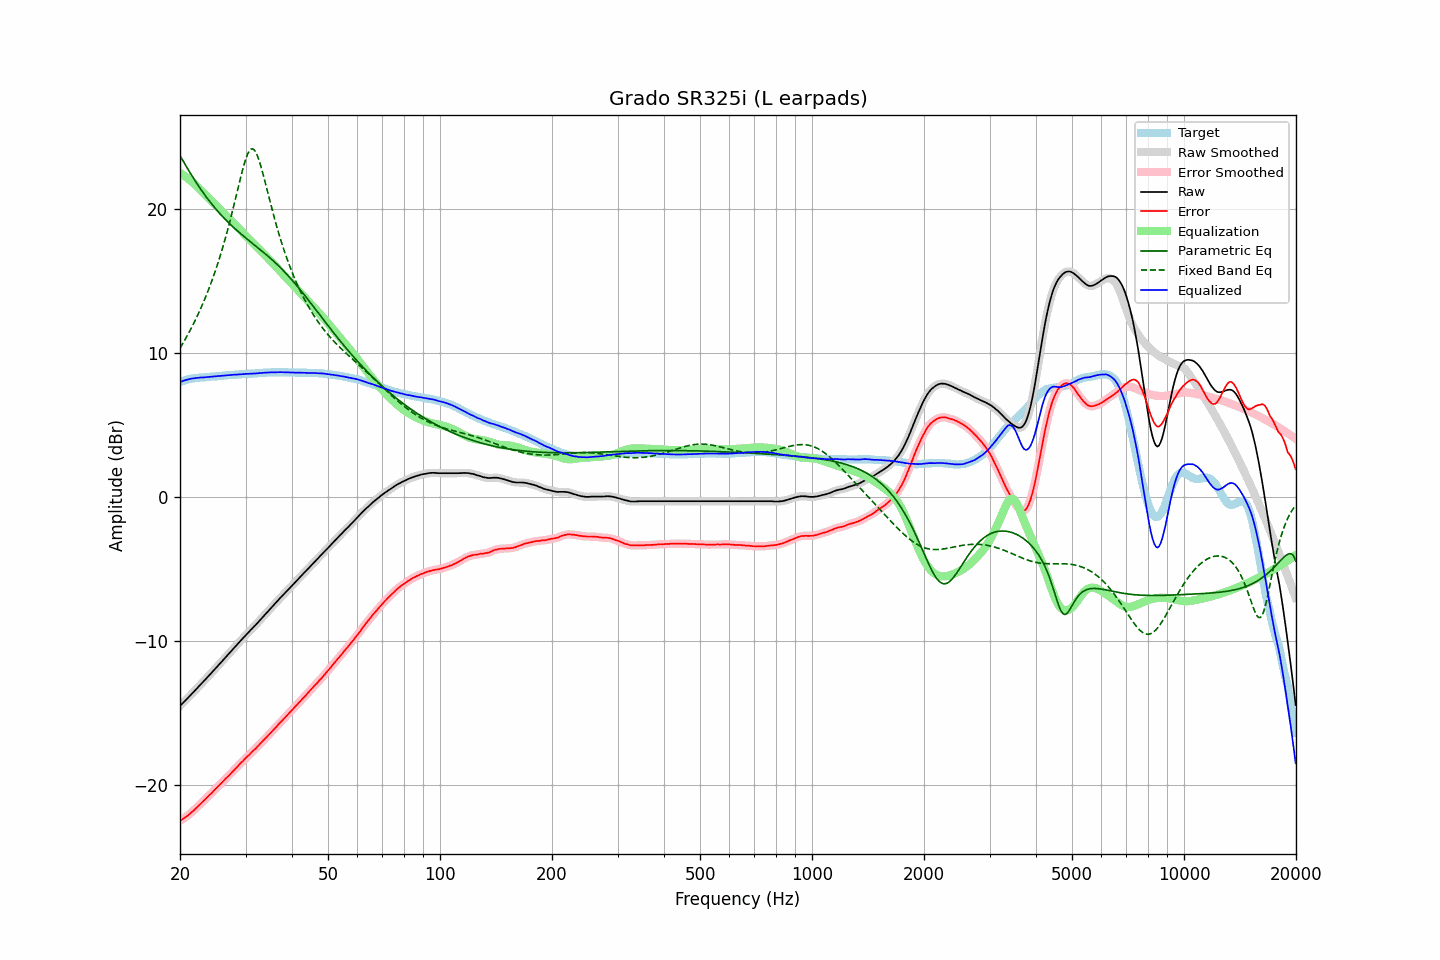 Grado SR325i (L earpads)
Target
Raw Smoothed
Error Smoothed
Raw
Error
Equalization
Parametric Eq
Fixed Band Eq
Equalized
Amplitude (dBr)
20
10
0
−10
−20
20 50 100 200 500 1000 2000 5000 10000 20000
Frequency (Hz)